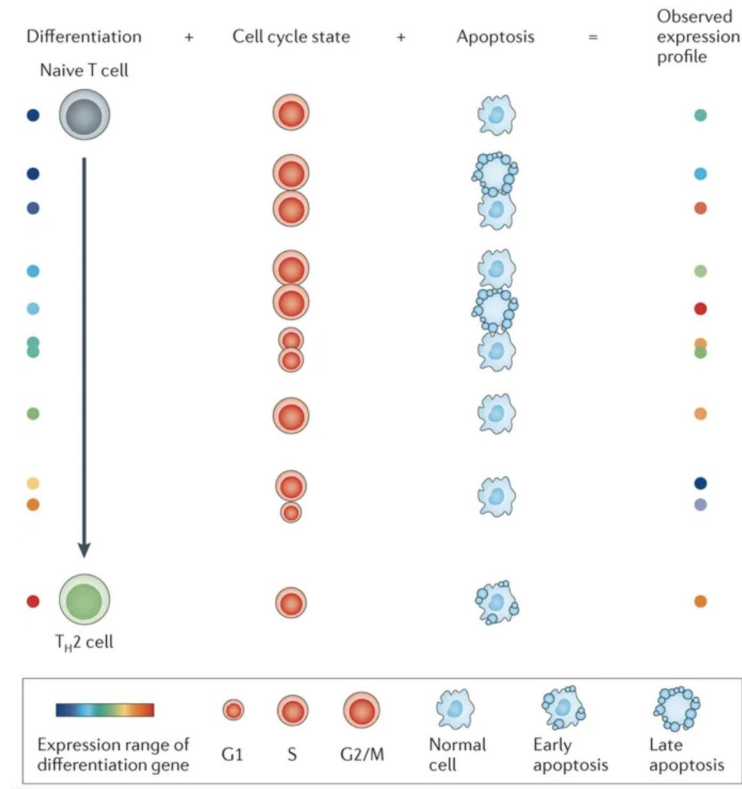 Differentiation + Cell cycle state + Apoptosis = Observed
expression
profile
Naive T cell
TH2 cell
Expression range of
differentiation gene
G1 S G2/M
Normal
cell
Early
apoptosis
Late
apoptosis